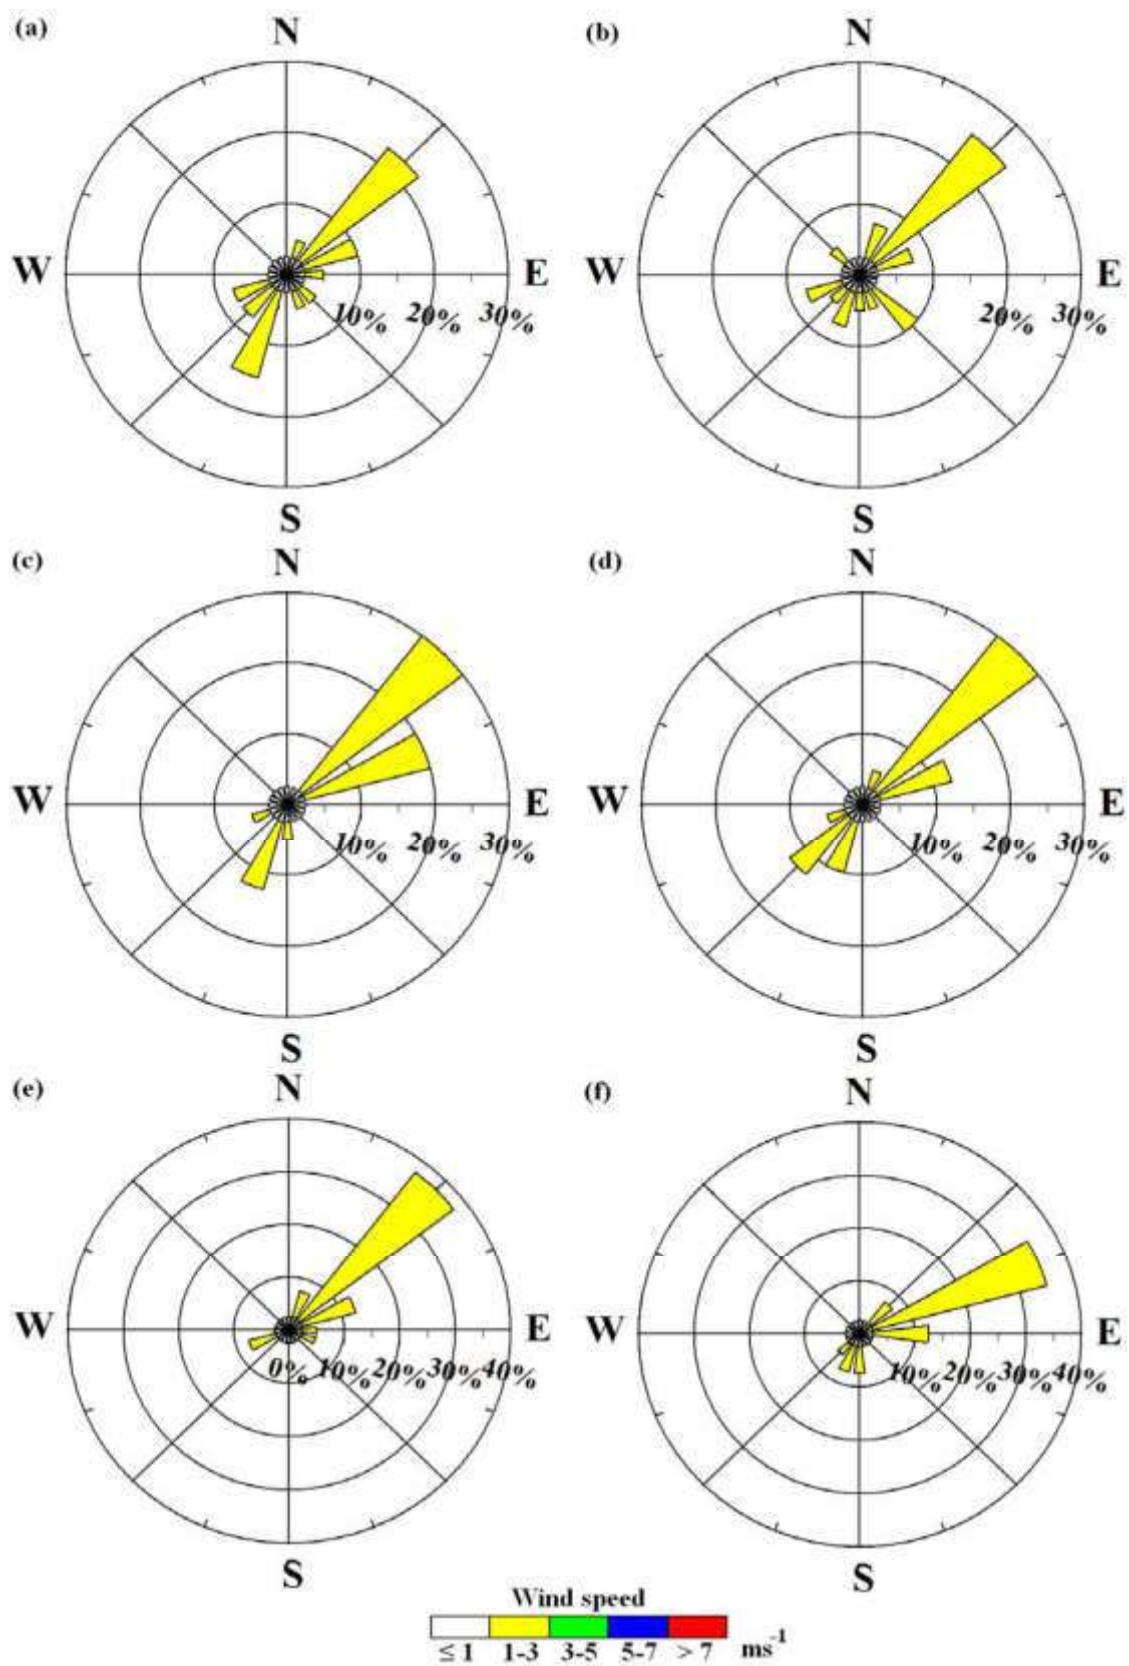 (a) N (b) N
W E W E
10% 20% 30% 20% 30%
S S
(c) N (d) N
W E W E
10% 20% 30% 10% 20% 30%
S S
(e) N (f) N
W E W E
0% 10% 20% 30% 40% 10% 20% 30% 40%
S S
Wind speed
≤ 1 1-3 3-5 5-7 > 7 ms⁻¹